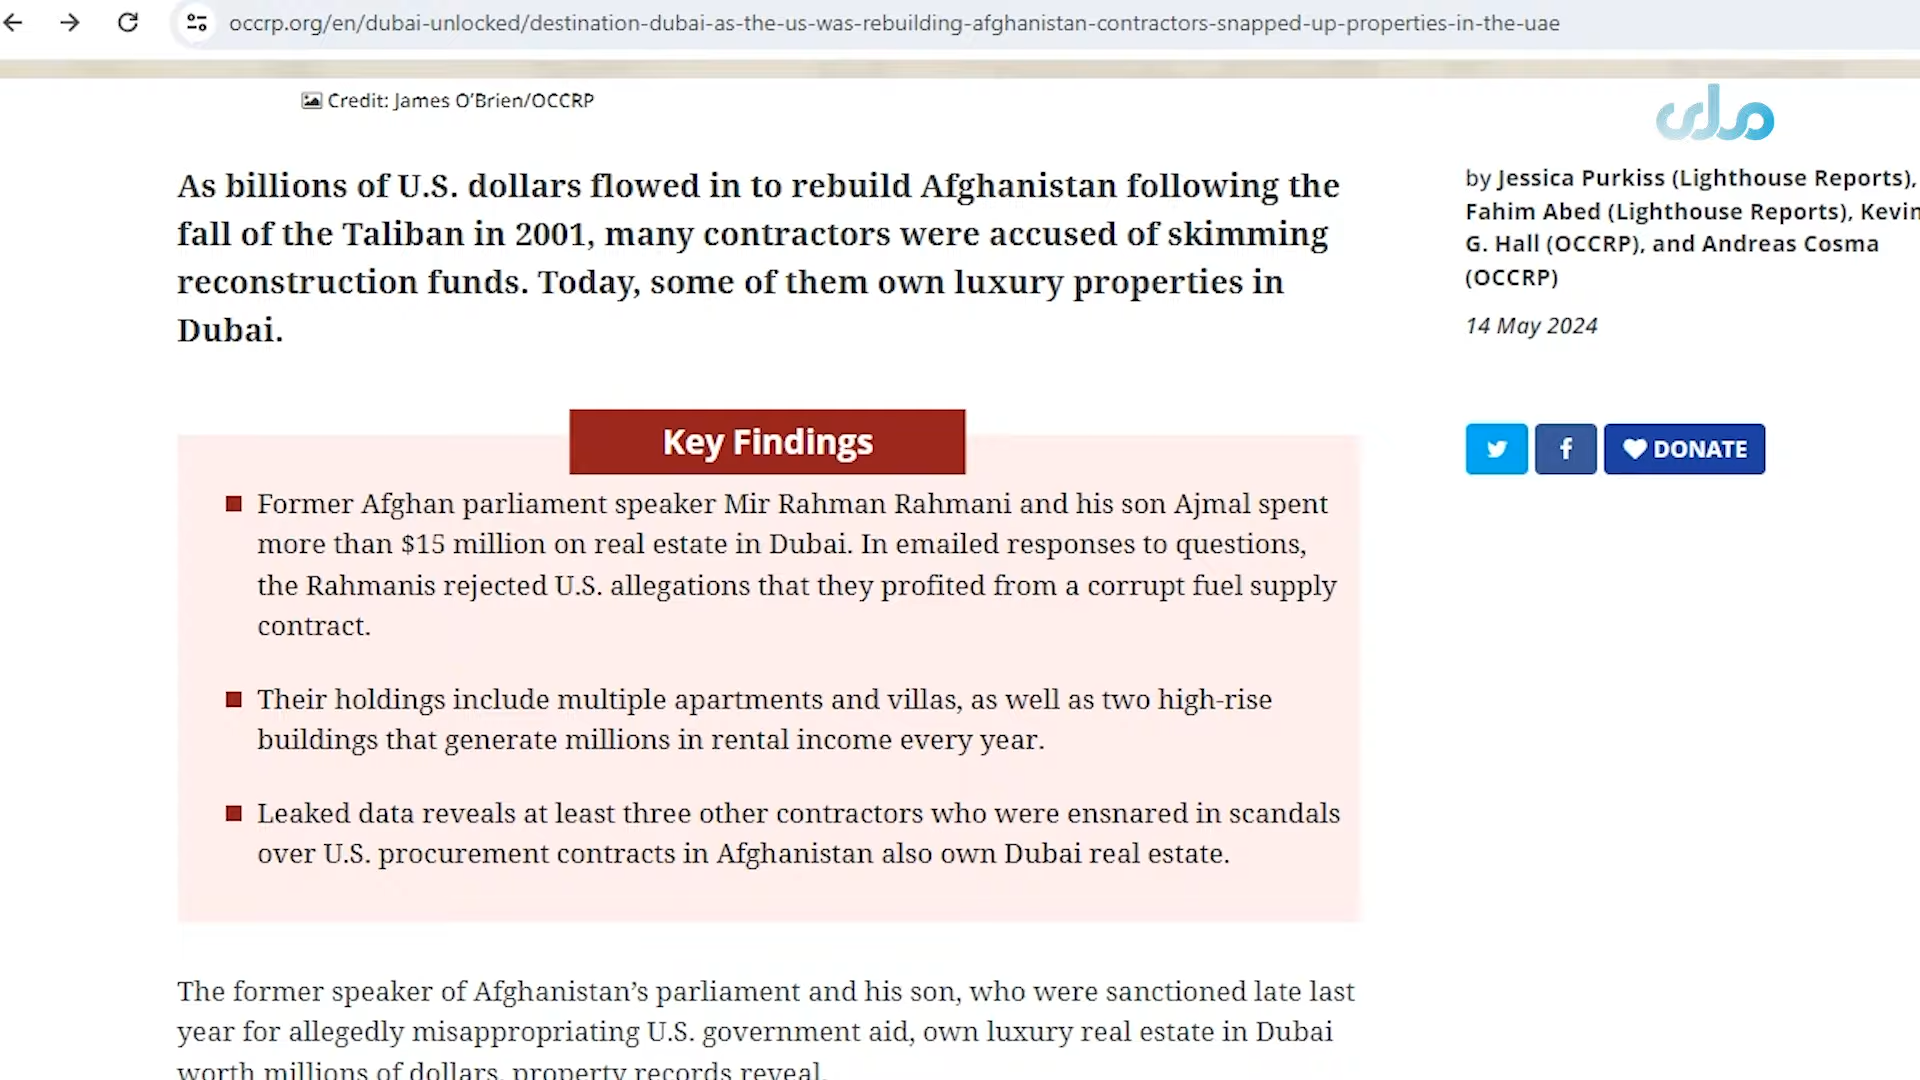 occrp.org/en/dubai-unlocked/destination-dubai-as-the-us-was-rebuilding-afghanistan-contractors-snapped-up-properties-in-the-uae
Credit: James O’Brien/OCCRP
As billions of U.S. dollars flowed in to rebuild Afghanistan following the
fall of the Taliban in 2001, many contractors were accused of skimming
reconstruction funds. Today, some of them own luxury properties in
Dubai.
by Jessica Purkiss (Lighthouse Reports),
Fahim Abed (Lighthouse Reports), Kevin
G. Hall (OCCRP), and Andreas Cosma
(OCCRP)
14 May 2024
DONATE
Key Findings
Former Afghan parliament speaker Mir Rahman Rahmani and his son Ajmal spent
more than $15 million on real estate in Dubai. In emailed responses to questions,
the Rahmanis rejected U.S. allegations that they profited from a corrupt fuel supply
contract.
Their holdings include multiple apartments and villas, as well as two high-rise
buildings that generate millions in rental income every year.
Leaked data reveals at least three other contractors who were ensnared in scandals
over U.S. procurement contracts in Afghanistan also own Dubai real estate.
The former speaker of Afghanistan’s parliament and his son, who were sanctioned late last
year for allegedly misappropriating U.S. government aid, own luxury real estate in Dubai
worth millions of dollars, property records reveal.